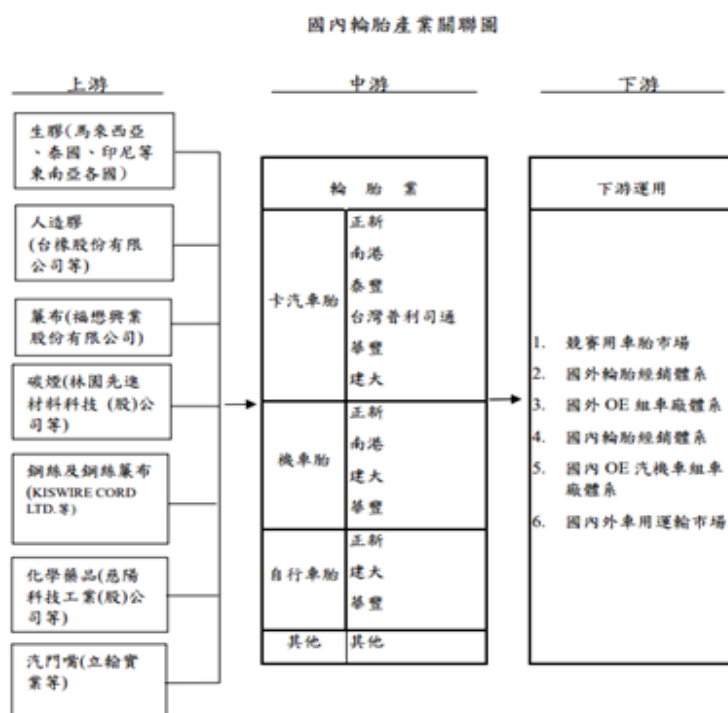 國內輪胎產業關聯圖
上游
中游
下游
生膠(馬來西亞
、泰國、印尼等
東南亞各國)
人造膠
(台橡股份有限
公司等)
簾布(福懋興業
股份有限公司)
碳煙(林園先進
材料科技 (股)公
司等)
鋼絲及鋼絲簾布
(KISWIRE CORD
LTD.等)
化學藥品(慈陽
科技工業(股)公
司等)
汽門嘴(立輪實
業等)
輪 胎 業
卡汽車胎
正新
南港
泰豐
台灣普利司通
華豐
建大
機車胎
正新
南港
建大
華豐
自行車胎
正新
建大
華豐
其他
其他
下游運用
1. 競賽用車胎市場
2. 國外輪胎經銷體系
3. 國外 OE 組車廠體系
4. 國內輪胎經銷體系
5. 國內 OE 汽機車組車
廠體系
6. 國內外車用運輸市場